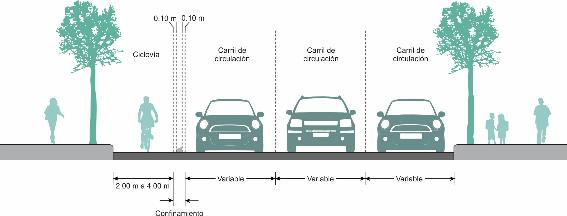 0.10 m
0.10 m
Ciclovía
Carril de
circulación
Carril de
circulación
Carril de
circulación
2.00 m a 4.00 m
Variable
Variable
Variable
Confinamiento